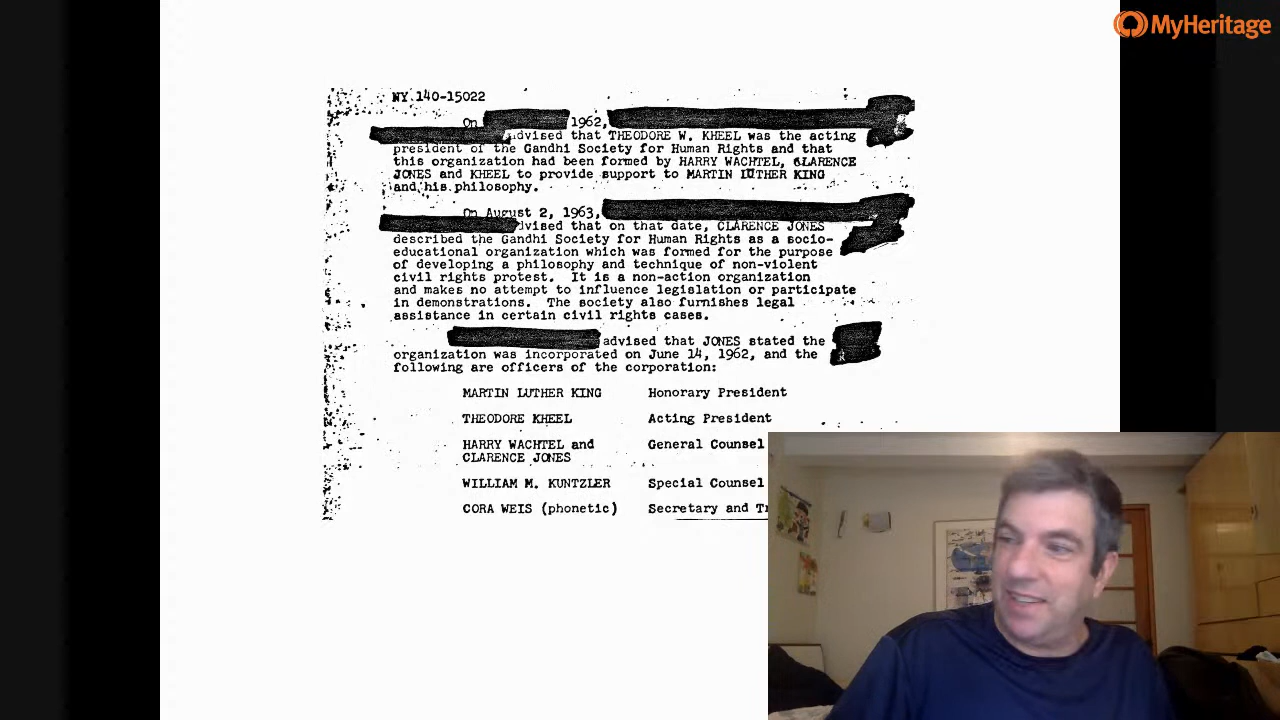 MyHeritage
NY 140-15022
On 1962,
advised that THEODORE W. KHEEL was the acting
president of the Gandhi Society for Human Rights and that
this organization had been formed by HARRY WACHTEL, CLARENCE
JONES and KHEEL to provide support to MARTIN LUTHER KING
and his philosophy.
On August 2, 1963,
dvised that on that date, CLARENCE JONES
described the Gandhi Society for Human Rights as a socio-
educational organization which was formed for the purpose
of developing a philosophy and technique of non-violent
civil rights protest. It is a non-action organization
and makes no attempt to influence legislation or participate
in demonstrations. The society also furnishes legal
assistance in certain civil rights cases.
advised that JONES stated the
organization was incorporated on June 14, 1962, and the
following are officers of the corporation:
MARTIN LUTHER KING Honorary President
THEODORE KHEEL Acting President
HARRY WACHTEL and General Counsel
CLARENCE JONES
WILLIAM M. KUNTZLER Special Counsel
CORA WEIS (phonetic) Secretary and Tr